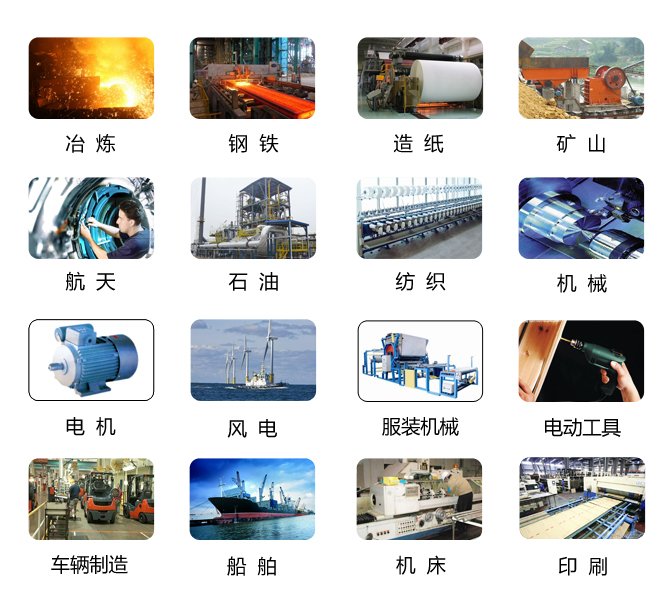 冶 炼
钢 铁
造 纸
矿 山
航 天
石 油
纺 织
机 械
电 机
风 电
服装机械
电动工具
车辆制造
船 舶
机 床
印 刷